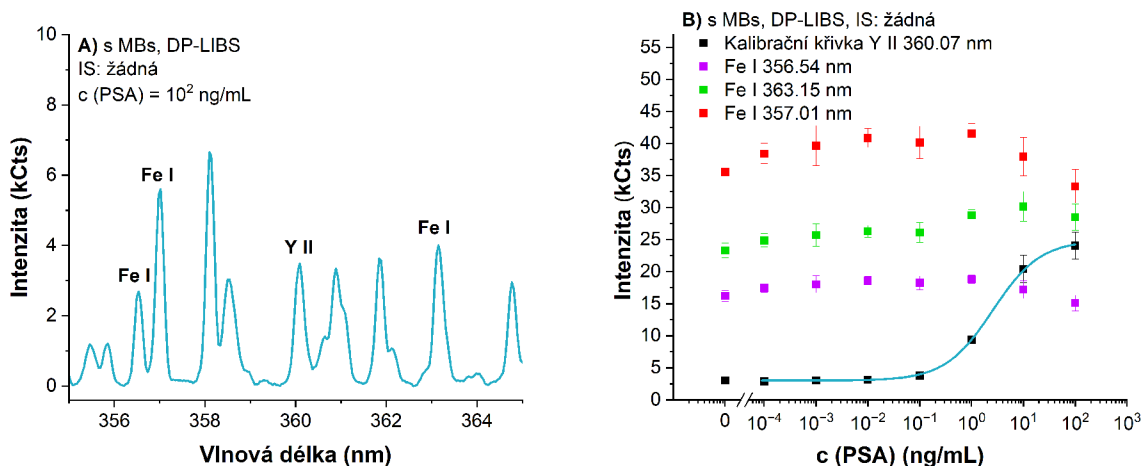 A) s MBs, DP-LIBS
IS: žádná
c (PSA) = 10² ng/mL
Fe I
Fe I
Y II
Fe I
10
8
6
4
2
0
356
358
360
362
364
Intenzita (kCts)
Vlnová délka (nm)
B) s MBs, DP-LIBS, IS: žádná
Kalibrační křivka Y II 360.07 nm
Fe I 356.54 nm
Fe I 363.15 nm
Fe I 357.01 nm
55
50
45
40
35
30
25
20
15
10
5
0
0
10⁻⁴
10⁻³
10⁻²
10⁻¹
10⁰
10¹
10²
10³
Intenzita (kCts)
c (PSA) (ng/mL)